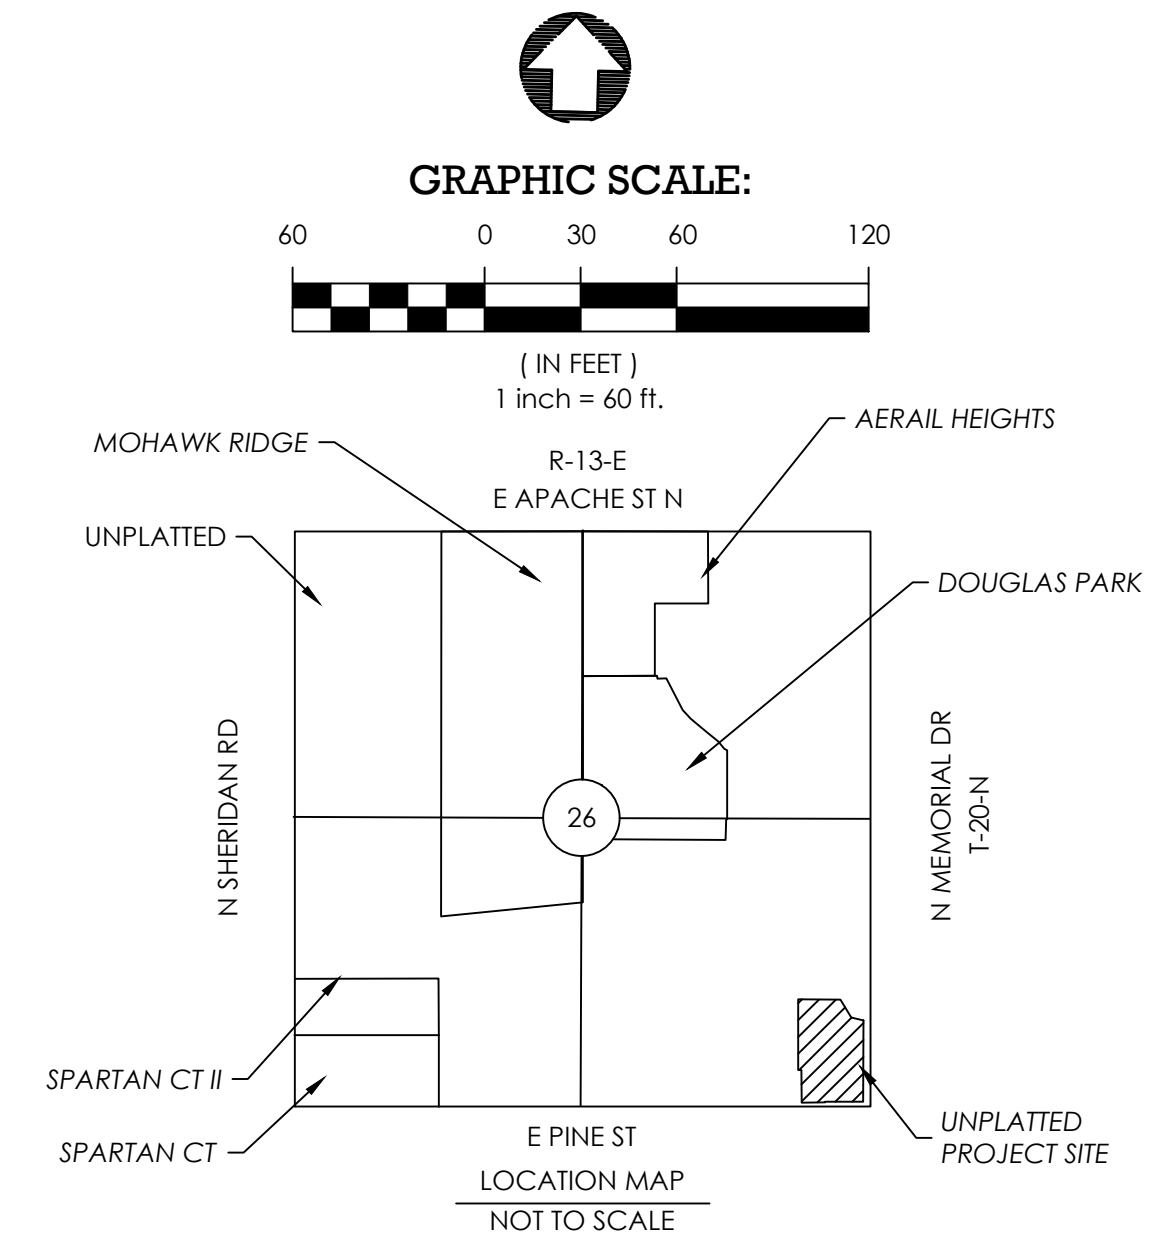 GRAPHIC SCALE:
60 0 30 60 120
( IN FEET )
1 inch = 60 ft.
MOHAWK RIDGE
AERAIL HEIGHTS
R-13-E
E APACHE ST N
UNPLATTED
DOUGLAS PARK
N SHERIDAN RD
26
N MEMORIAL DR
T-20-N
SPARTAN CT II
SPARTAN CT
UNPLATTED
PROJECT SITE
E PINE ST
LOCATION MAP
NOT TO SCALE